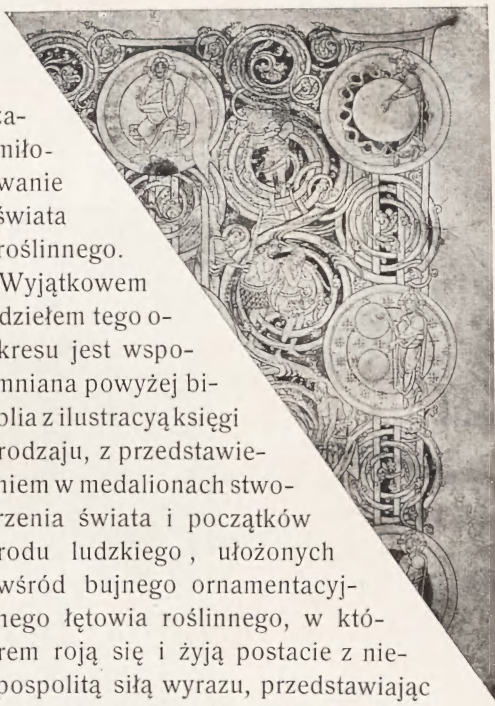 za-
miło-
wanie
świata
roślinnego.
Wyjątkowem
dziełem tego o-
kresu jest wspo-
mniana powyżej bi-
blia z ilustracyą księgi
rodzaju, z przedstawie-
niem w medalionach stwo-
rzenia świata i początków
rodu ludzkiego, ułożonych
wśród bujnego ornamentacyj-
nego łętowia roślinnego, w któ-
rem roją się i żyją postacie z nie-
pospolitą siłą wyrazu, przedstawiając